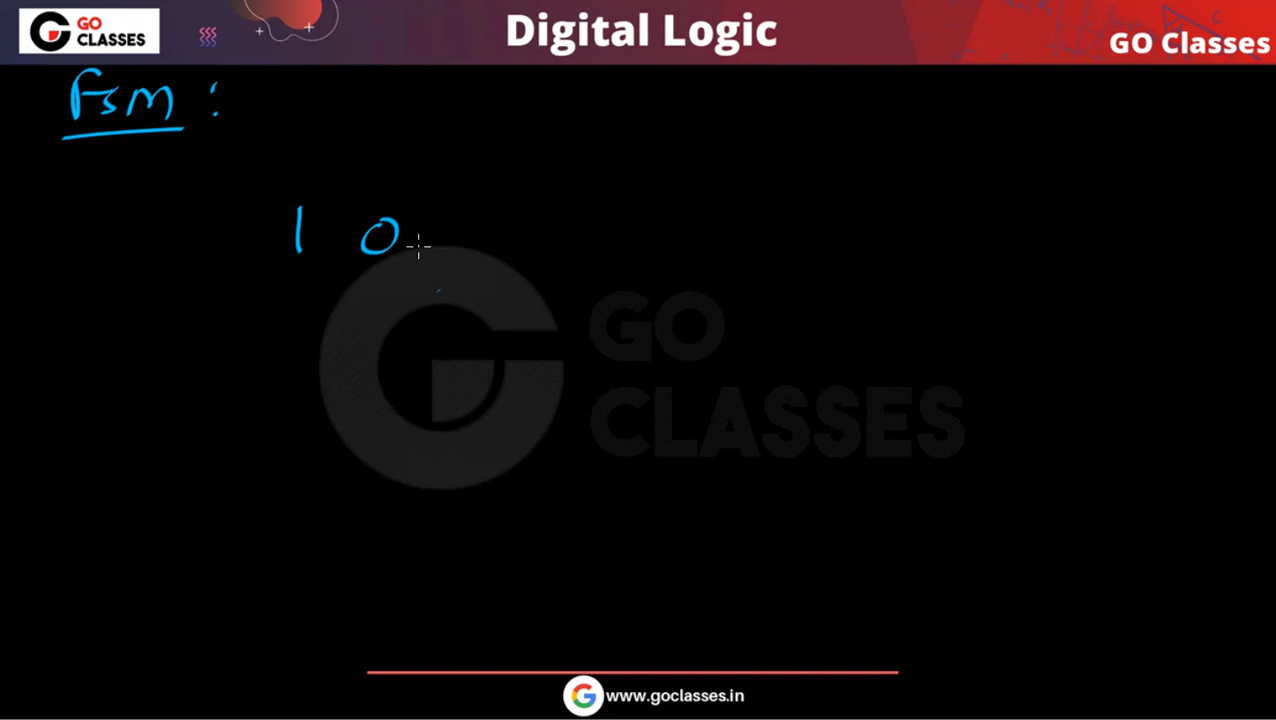 GO
CLASSES
Digital Logic
GO Classes
FSM :
1 0
GO
CLASSES
www.goclasses.in